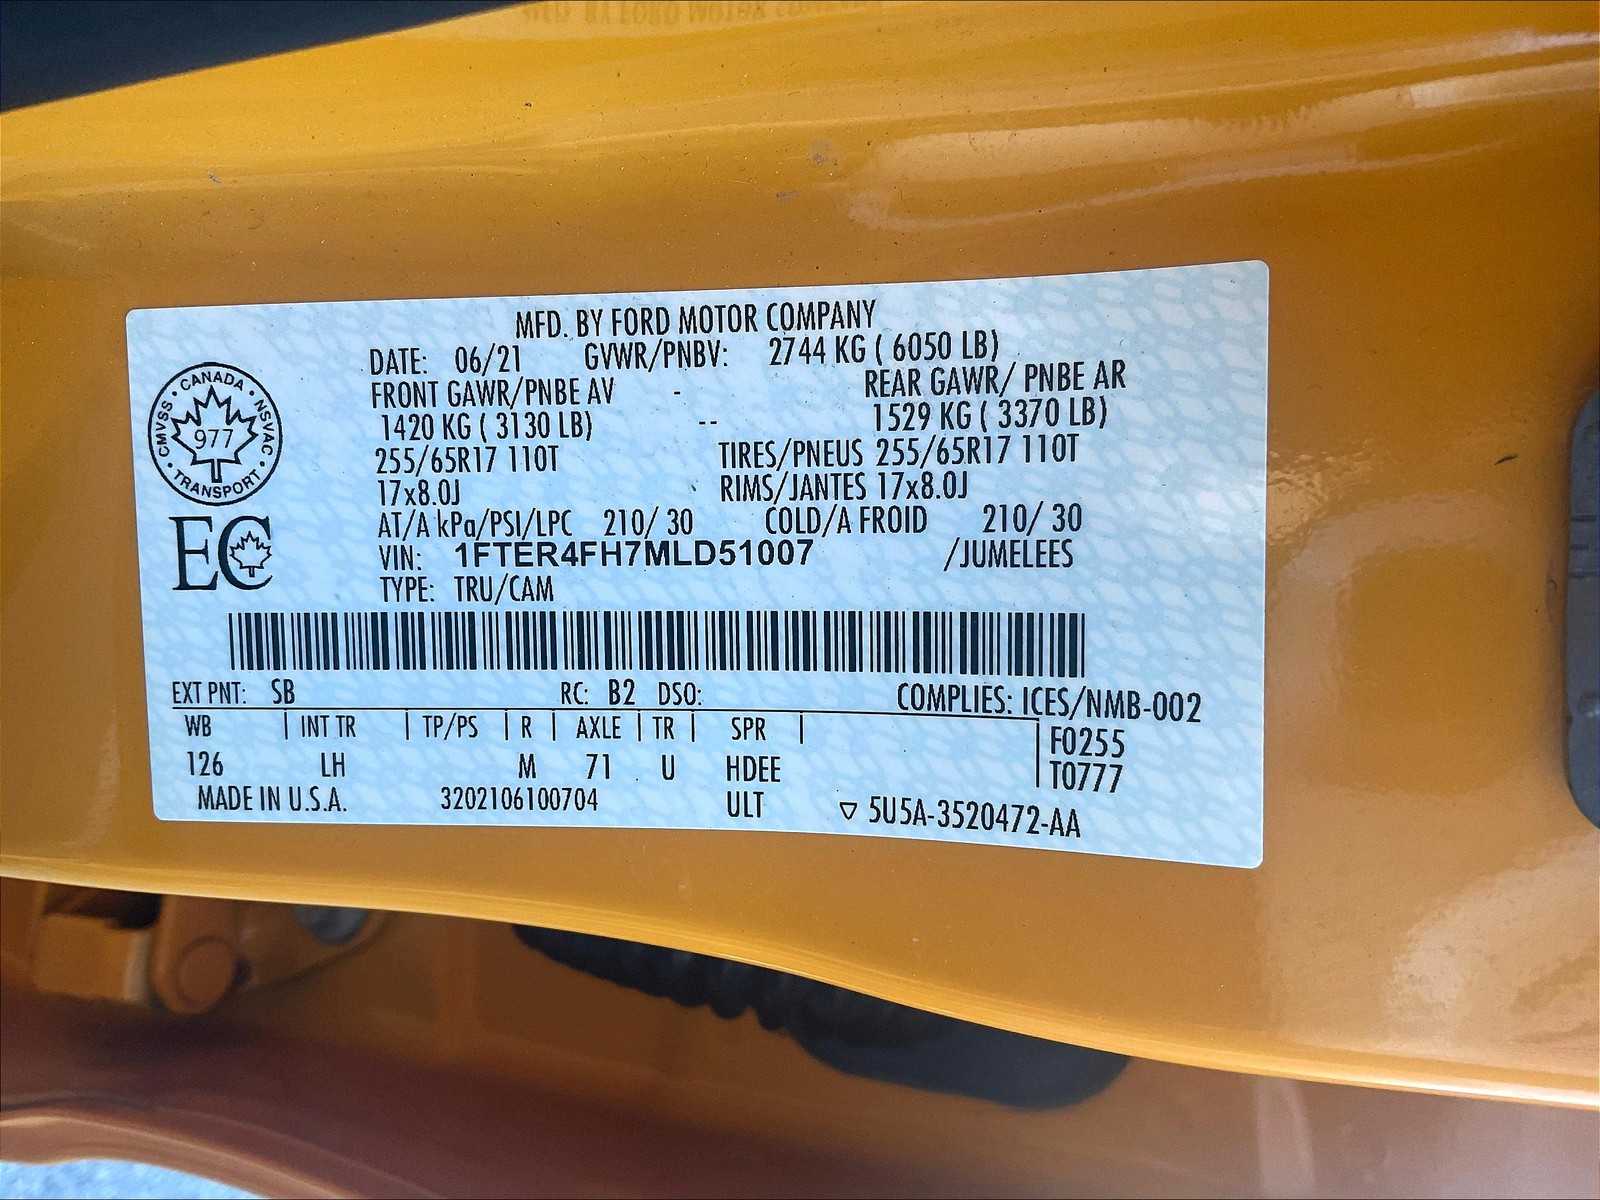 MFD. BY FORD MOTOR COMPANY
DATE: 06/21 GVWR/PNBV: 2744 KG ( 6050 LB)
FRONT GAWR/PNBE AV - REAR GAWR/ PNBE AR
1420 KG ( 3130 LB) -- 1529 KG ( 3370 LB)
255/65R17 110T TIRES/PNEUS 255/65R17 110T
17x8.0J RIMS/JANTES 17x8.0J
AT/A kPa/PSI/LPC 210/ 30 COLD/A FROID 210/ 30
VIN: 1FTER4FH7MLD51007 /JUMELEES
TYPE: TRU/CAM
CANADA
CMVSS • NSVAC
977
• TRANSPORT •
EC
EXT PNT: SB RC: B2 DSO: COMPLIES: ICES/NMB-002
WB | INT TR | TP/PS | R | AXLE | TR | SPR | F0255
126 LH M 71 U HDEE T0777
MADE IN U.S.A. 3202106100704 ULT ▽ 5U5A-3520472-AA